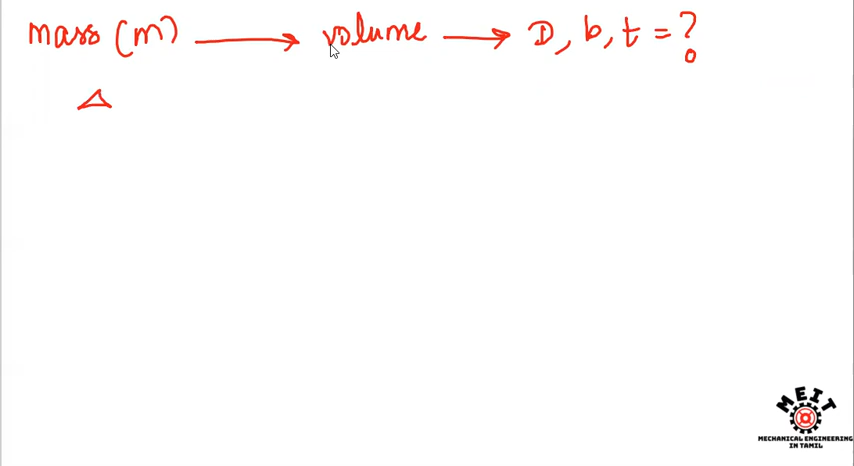 mass (m) → volume → D, b, t = ?
Δ
MEIT
MECHANICAL ENGINEERING
IN TAMIL